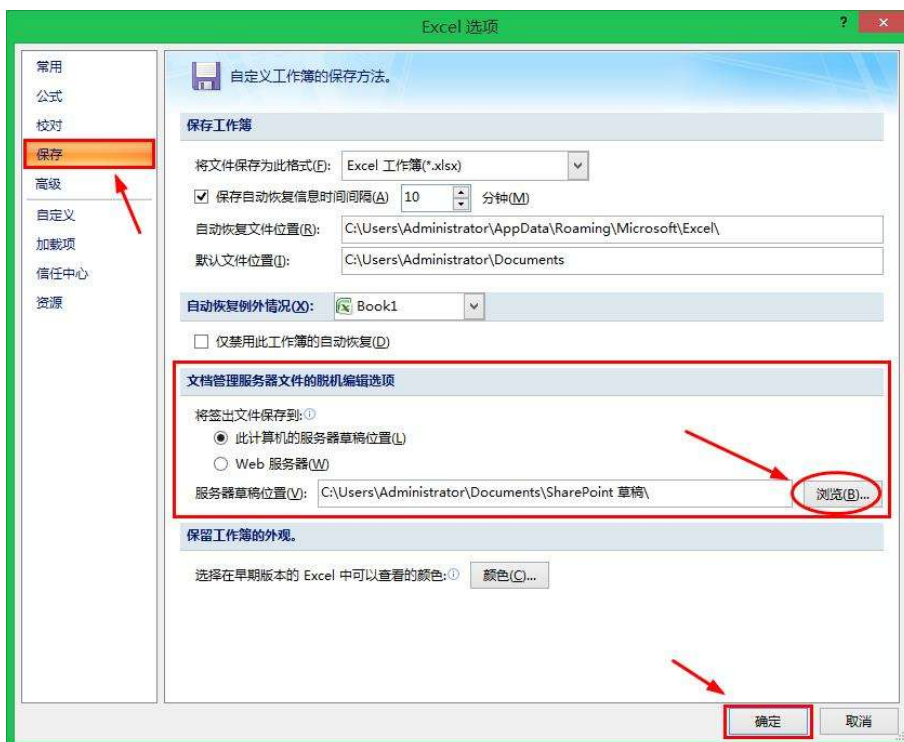 Excel 选项
?
×
常用
公式
校对
保存
高级
自定义
加载项
信任中心
资源
自定义工作簿的保存方法。
保存工作簿
将文件保存为此格式(F): Excel 工作簿(*.xlsx)
保存自动恢复信息时间间隔(A) 10 分钟(M)
自动恢复文件位置(R): C:\Users\Administrator\AppData\Roaming\Microsoft\Excel\
默认文件位置(I): C:\Users\Administrator\Documents
自动恢复例外情况(X): Book1
仅禁用此工作簿的自动恢复(D)
文档管理服务器文件的脱机编辑选项
将签出文件保存到:
此计算机的服务器草稿位置(L)
Web 服务器(W)
服务器草稿位置(V): C:\Users\Administrator\Documents\SharePoint 草稿\ 浏览(B)...
保留工作簿的外观。
选择在早期版本的 Excel 中可以查看的颜色: 颜色(C)...
确定 取消